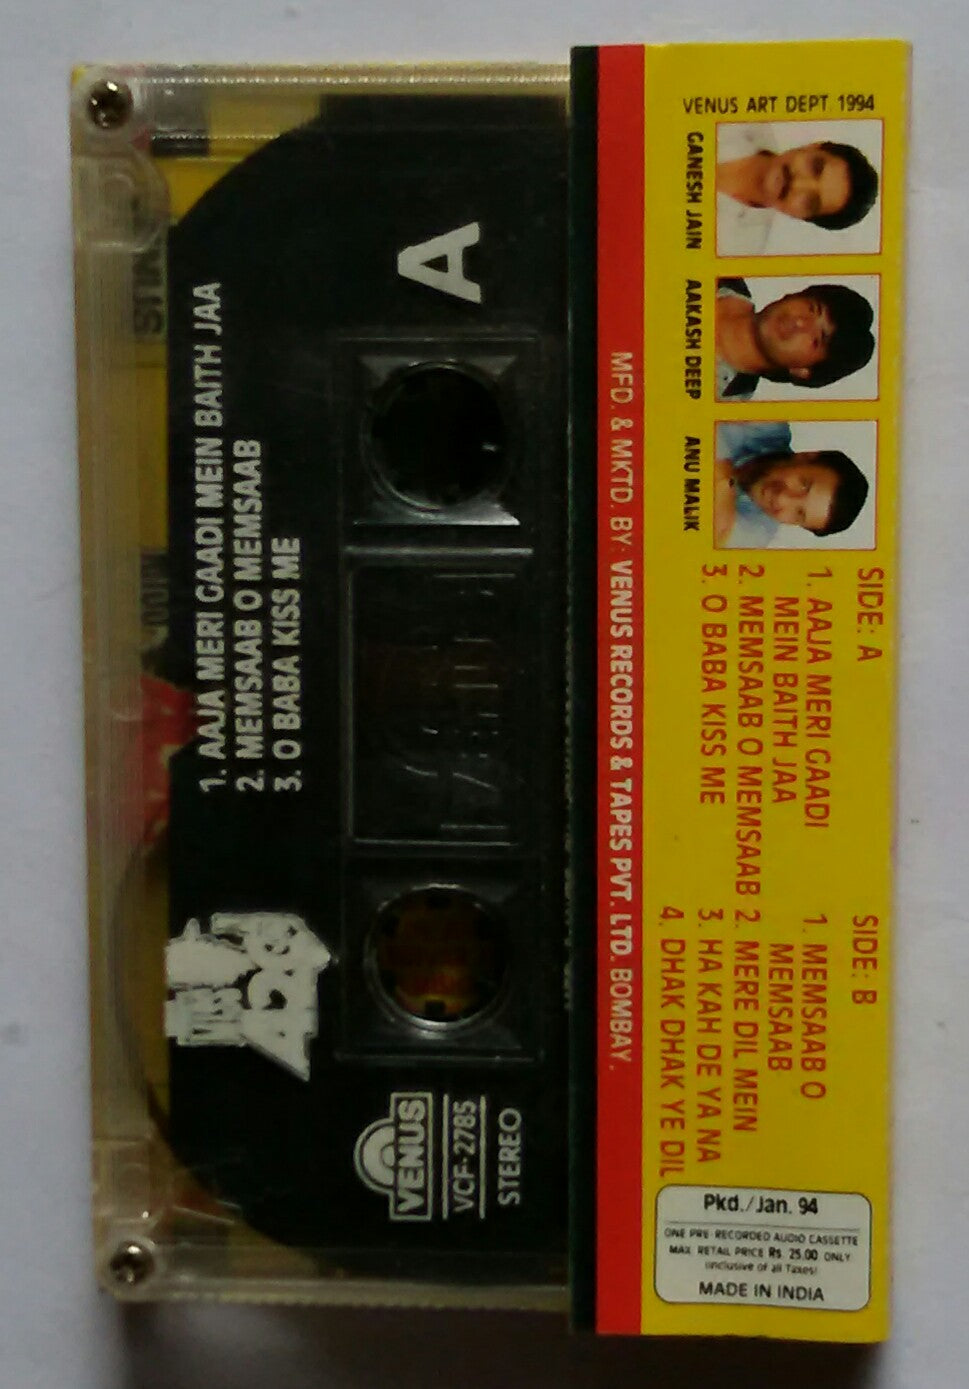 VENUS ART DEPT 1994
GANESH JAIN
AAKASH DEEP
ANU MALIK
SIDE: A
1. AAJA MERI GAADI
MEIN BAITH JAA
2. MEMSAAB O MEMSAAB
3. O BABA KISS ME
SIDE: B
1. MEMSAAB O
MEMSAAB
2. MERE DIL MEIN
3. HA KAH DE YA NA
4. DHAK DHAK YE DIL
Pkd./Jan. 94
ONE PRE-RECORDED AUDIO CASSETTE
MAX. RETAIL PRICE Rs. 25.00 ONLY
(Inclusive of all Taxes)
MADE IN INDIA
MFD. & MKTD. BY: VENUS RECORDS & TAPES PVT. LTD. BOMBAY.
A
1. AAJA MERI GAADI MEIN BAITH JAA
2. MEMSAAB O MEMSAAB
3. O BABA KISS ME
VENUS
VCF-2785
STEREO